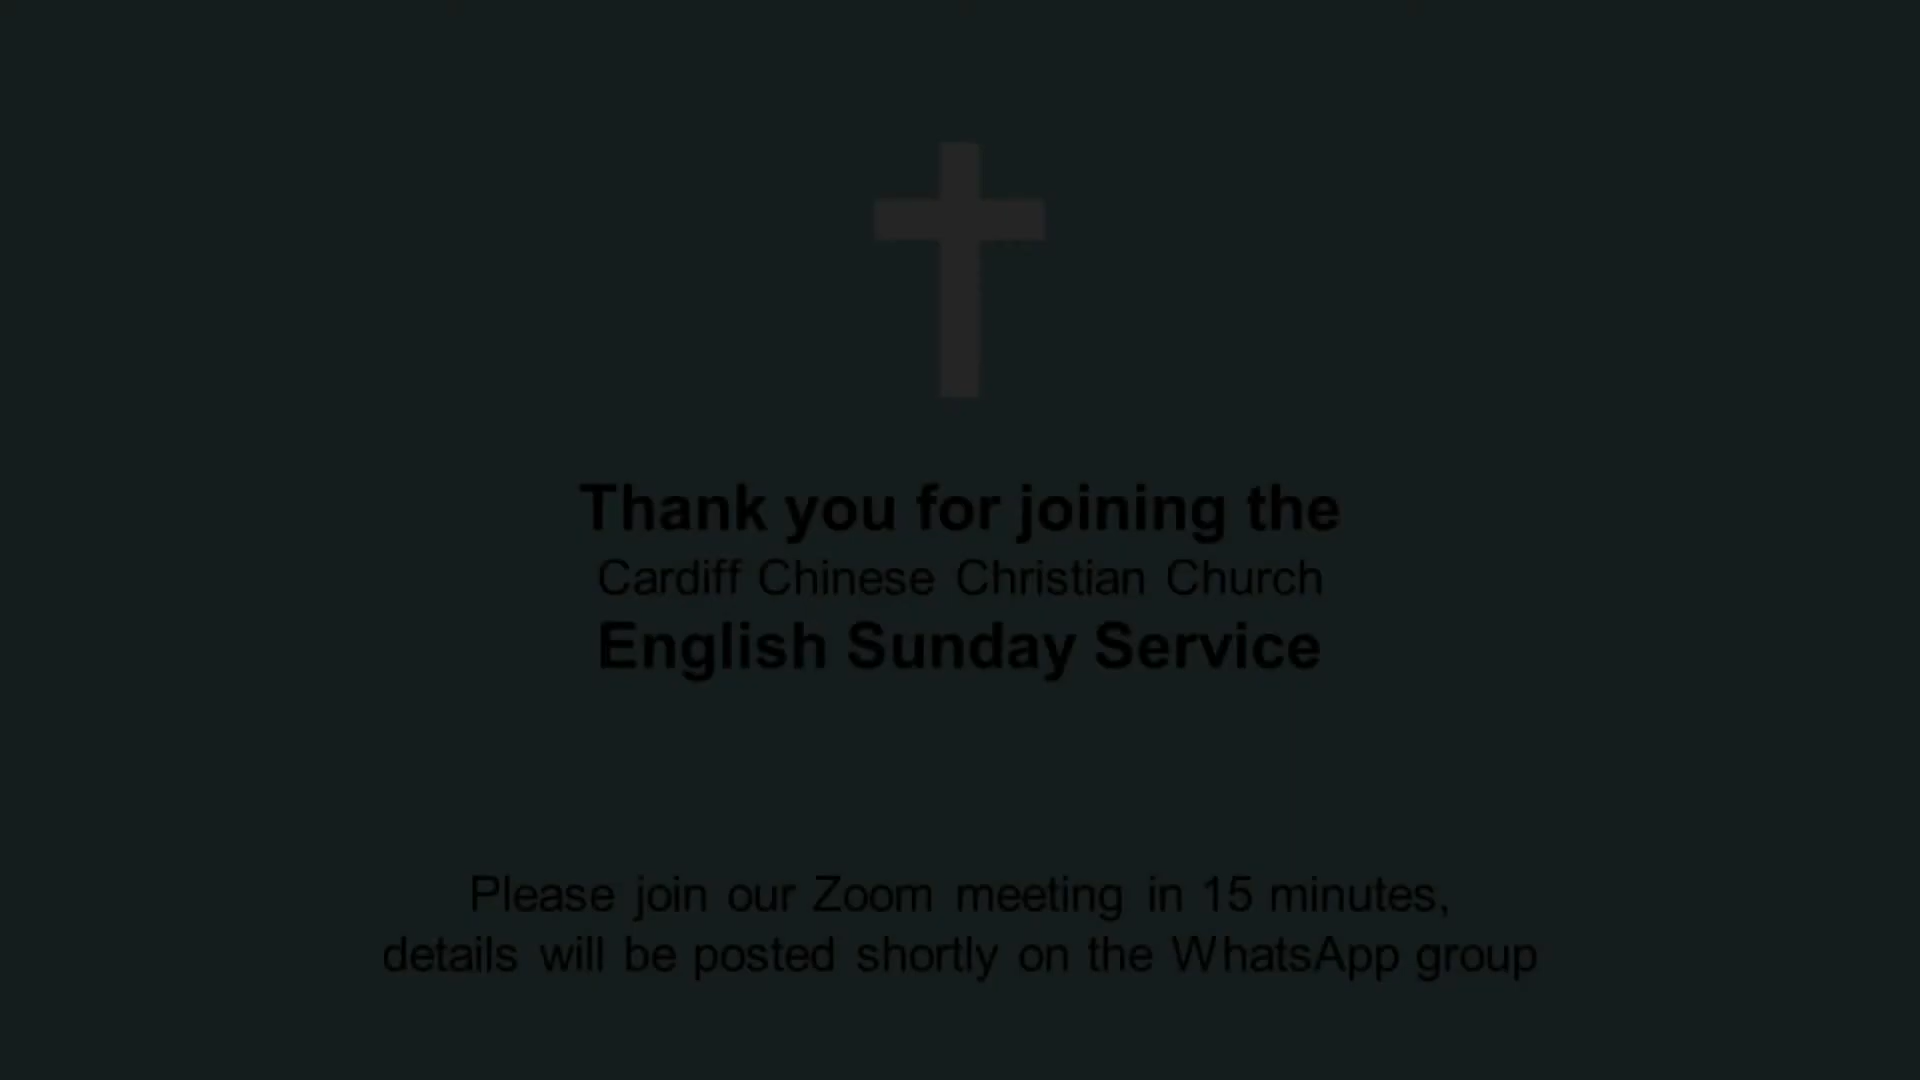 Thank you for joining the
Cardiff Chinese Christian Church
English Sunday Service
Please join our Zoom meeting in 15 minutes,
details will be posted shortly on the WhatsApp group